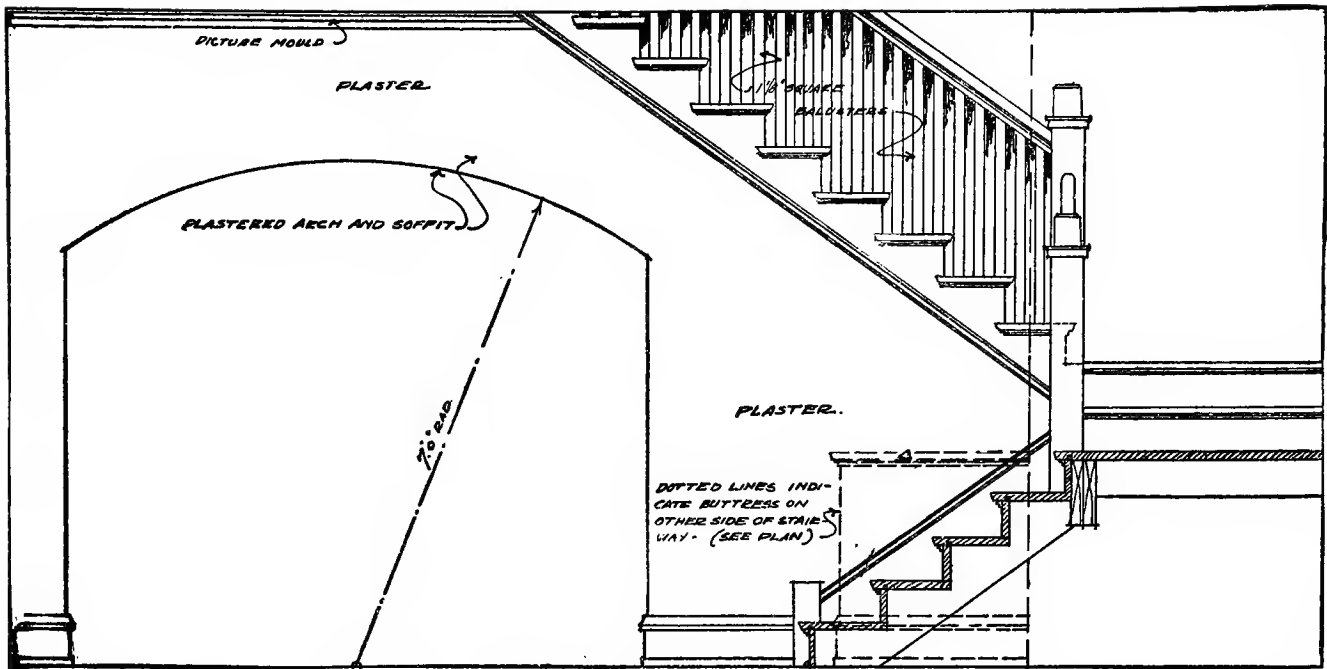 PICTURE MOULD
PLASTER
1 1/8" SQUARE
BALUSTERS
PLASTERED ARCH AND SOFFIT
7'-0" RAD.
PLASTER..
DOTTED LINES INDI-
CATE BUTTRESS ON
OTHER SIDE OF STAIR-
WAY - (SEE PLAN)